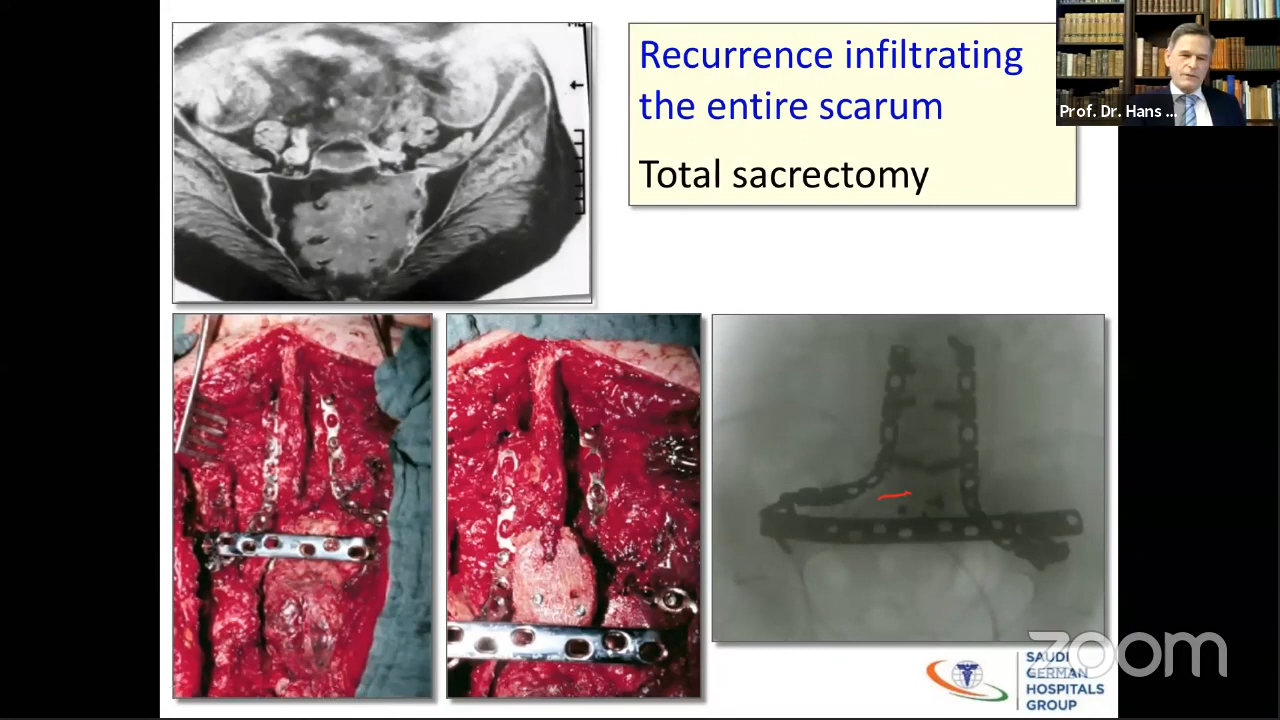 Recurrence infiltrating
the entire scarum
Total sacrectomy
Prof. Dr. Hans ...
zoom
SAUDI
GERMAN
HOSPITALS
GROUP